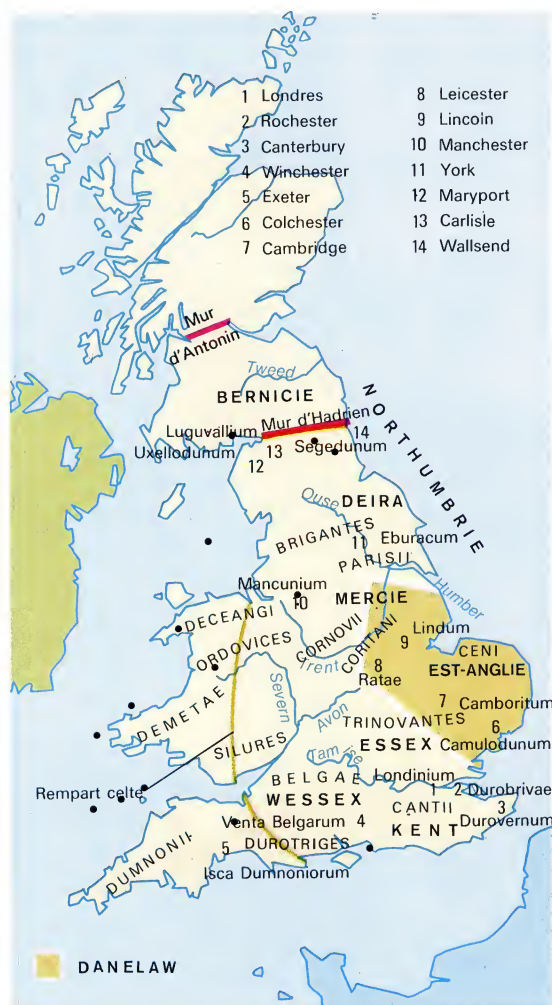 1 Londres
2 Rochester
3 Canterbury
4 Winchester
5 Exeter
6 Colchester
7 Cambridge
8 Leicester
9 Lincoln
10 Manchester
11 York
12 Maryport
13 Carlisle
14 Wallsend
Mur
d'Antonin
Tweed
BERNICIE
NORTHUMBRIE
Luguvallium
Mur d'Hadrien
14
Uxellodunum
13
Segedunum
12
Ouse
DEIRA
BRIGANTES
11
Eburacum
PARISII
Mancunium
10
MERCIE
Humber
DECEANGI
CORNOVII
CORITANI
9
Lindum
ORDOVICES
Trent
CENI
EST-ANGLIE
8
Ratae
Severn
DEMETAE
7
Camboritum
Avon
TRINOVANTES
6
SILURES
ESSEX
Camulodunum
Tamise
Rempart celte
BELGAE
Londinium
1
2
Durobrivae
WESSEX
CANTII
3
Venta Belgarum
4
KENT
Durovernum
DUMNONII
5
DUROTRIGES
Isca Dumnoniorum
DANELAW